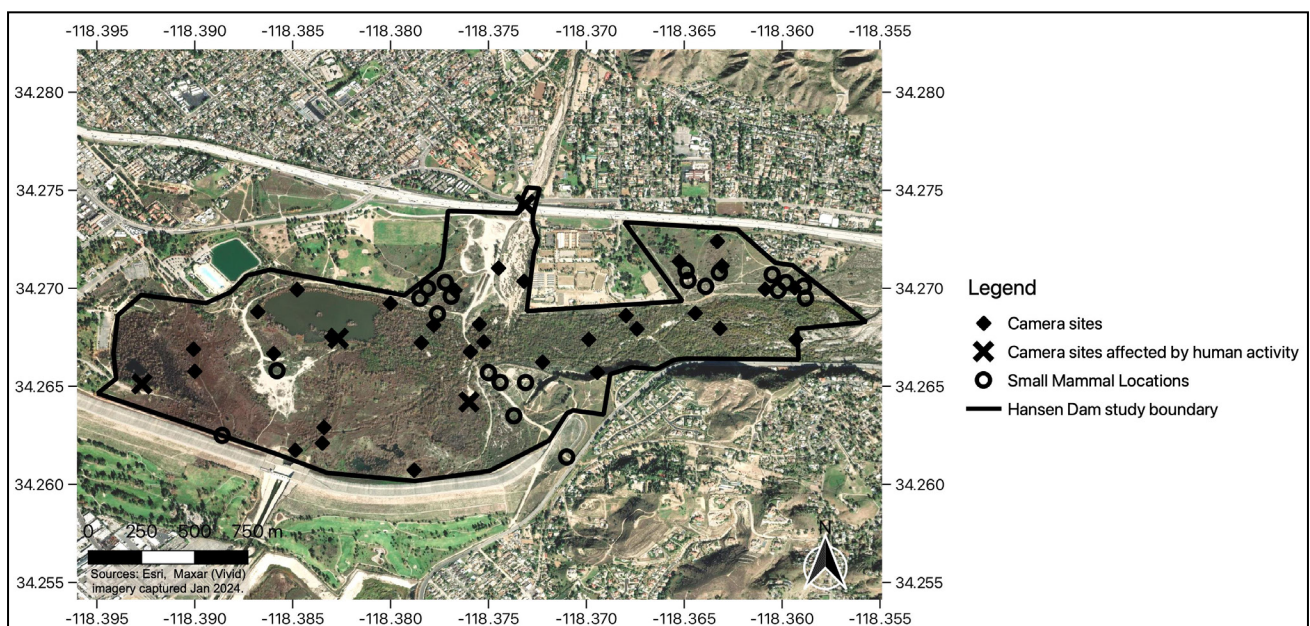 -118.395 -118.390 -118.385 -118.380 -118.375 -118.370 -118.365 -118.360 -118.355
34.280 34.280
34.275 34.275
34.270 34.270
Legend
Camera sites
Camera sites affected by human activity
34.265 34.265
Small Mammal Locations
Hansen Dam study boundary
34.260 34.260
0 250 500 750 m
N
Sources: Esri, Maxar (Vivid)
34.255 34.255
imagery captured Jan 2024.
-118.395 -118.390 -118.385 -118.380 -118.375 -118.370 -118.365 -118.360 -118.355